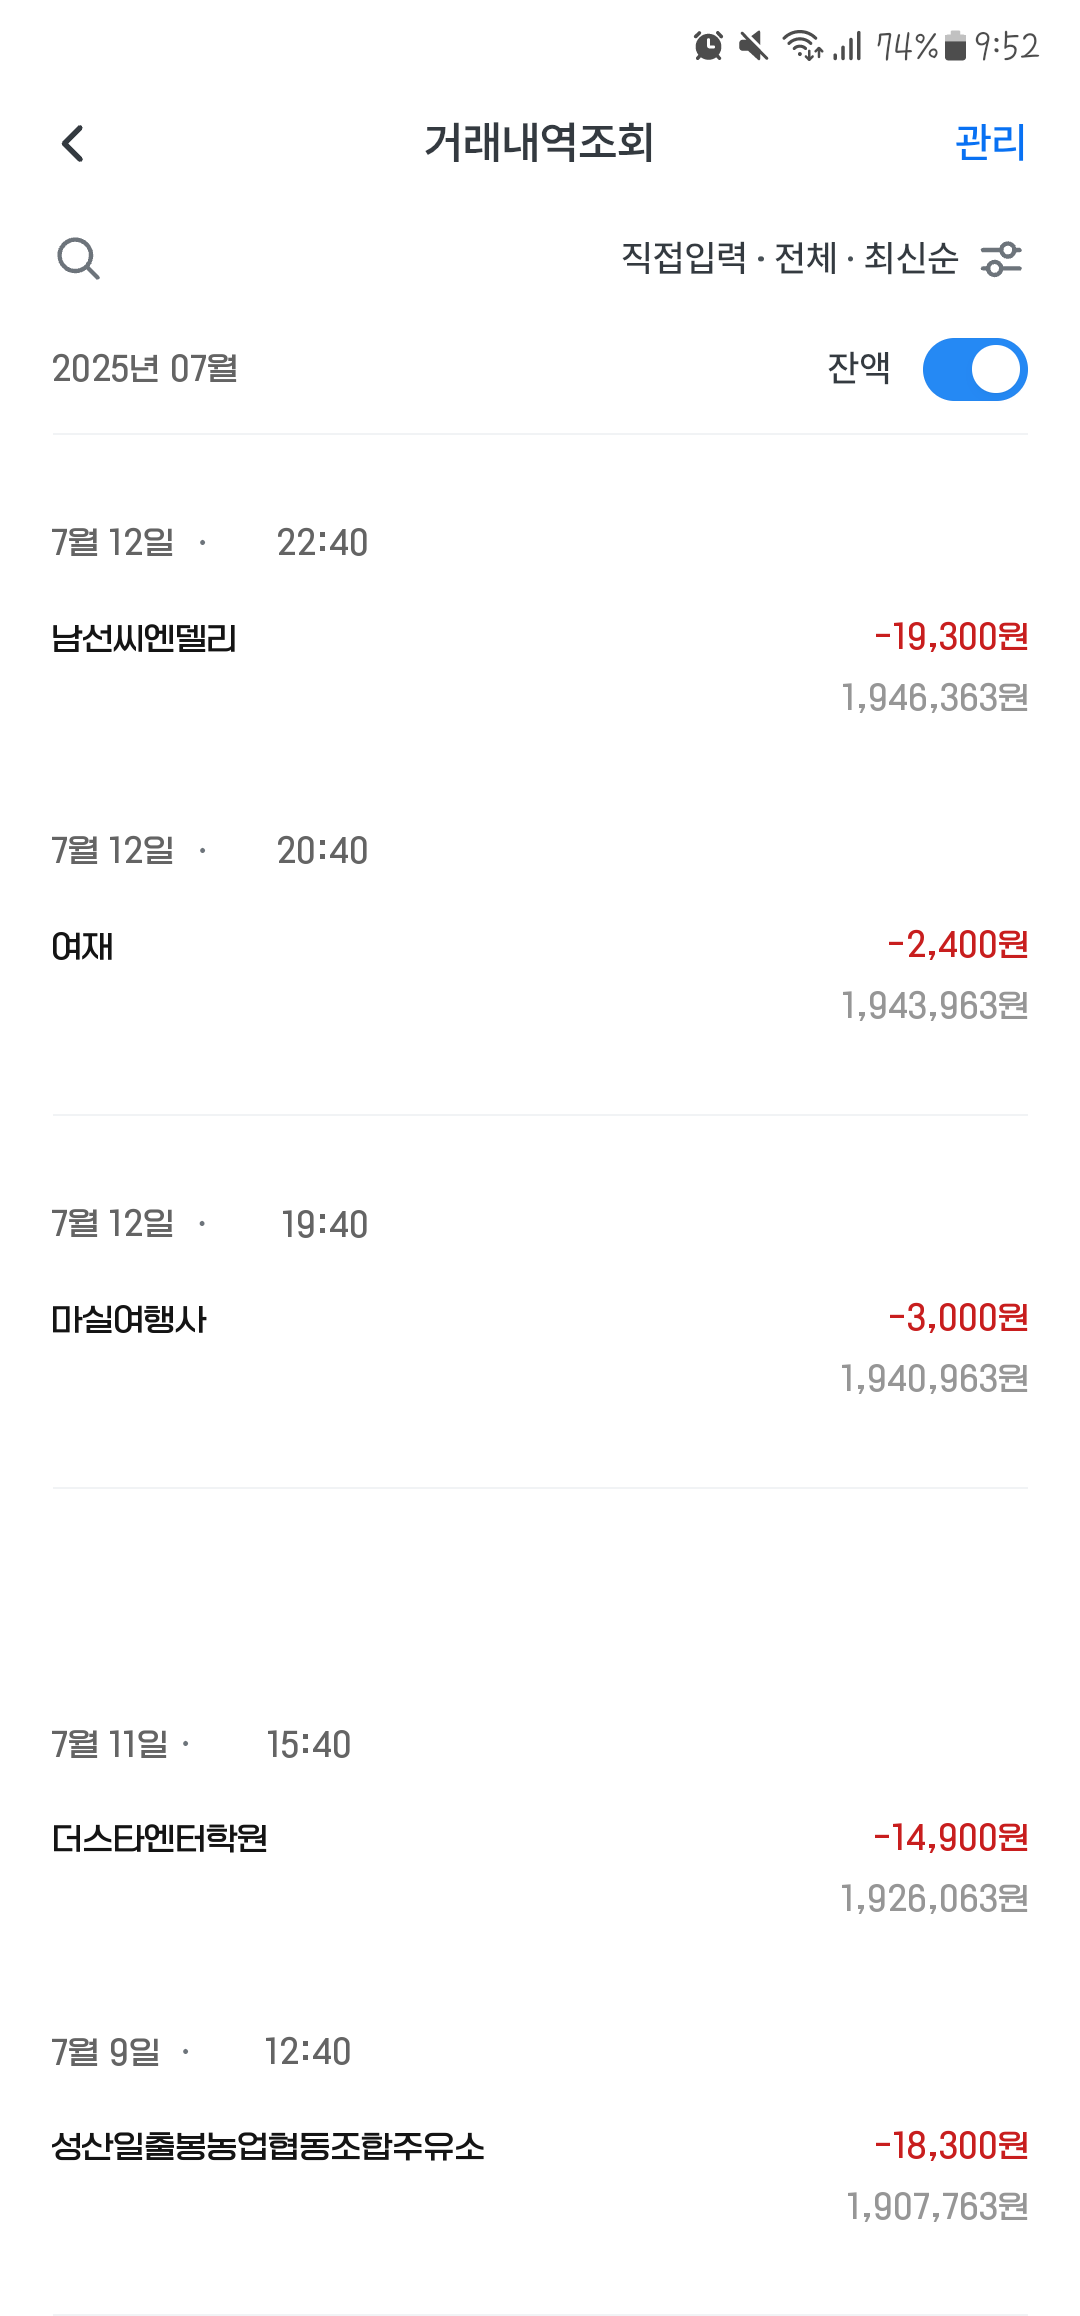 74% 9:52
거래내역조회 관리
직접입력 · 전체 · 최신순
2025년 07월 잔액
7월 12일 · 22:40
남선씨엔델리 -19,300원
1,946,363원
7월 12일 · 20:40
여재 -2,400원
1,943,963원
7월 12일 · 19:40
마실여행사 -3,000원
1,940,963원
7월 11일 · 15:40
더스타엔터학원 -14,900원
1,926,063원
7월 9일 · 12:40
성산일출봉농업협동조합주유소 -18,300원
1,907,763원